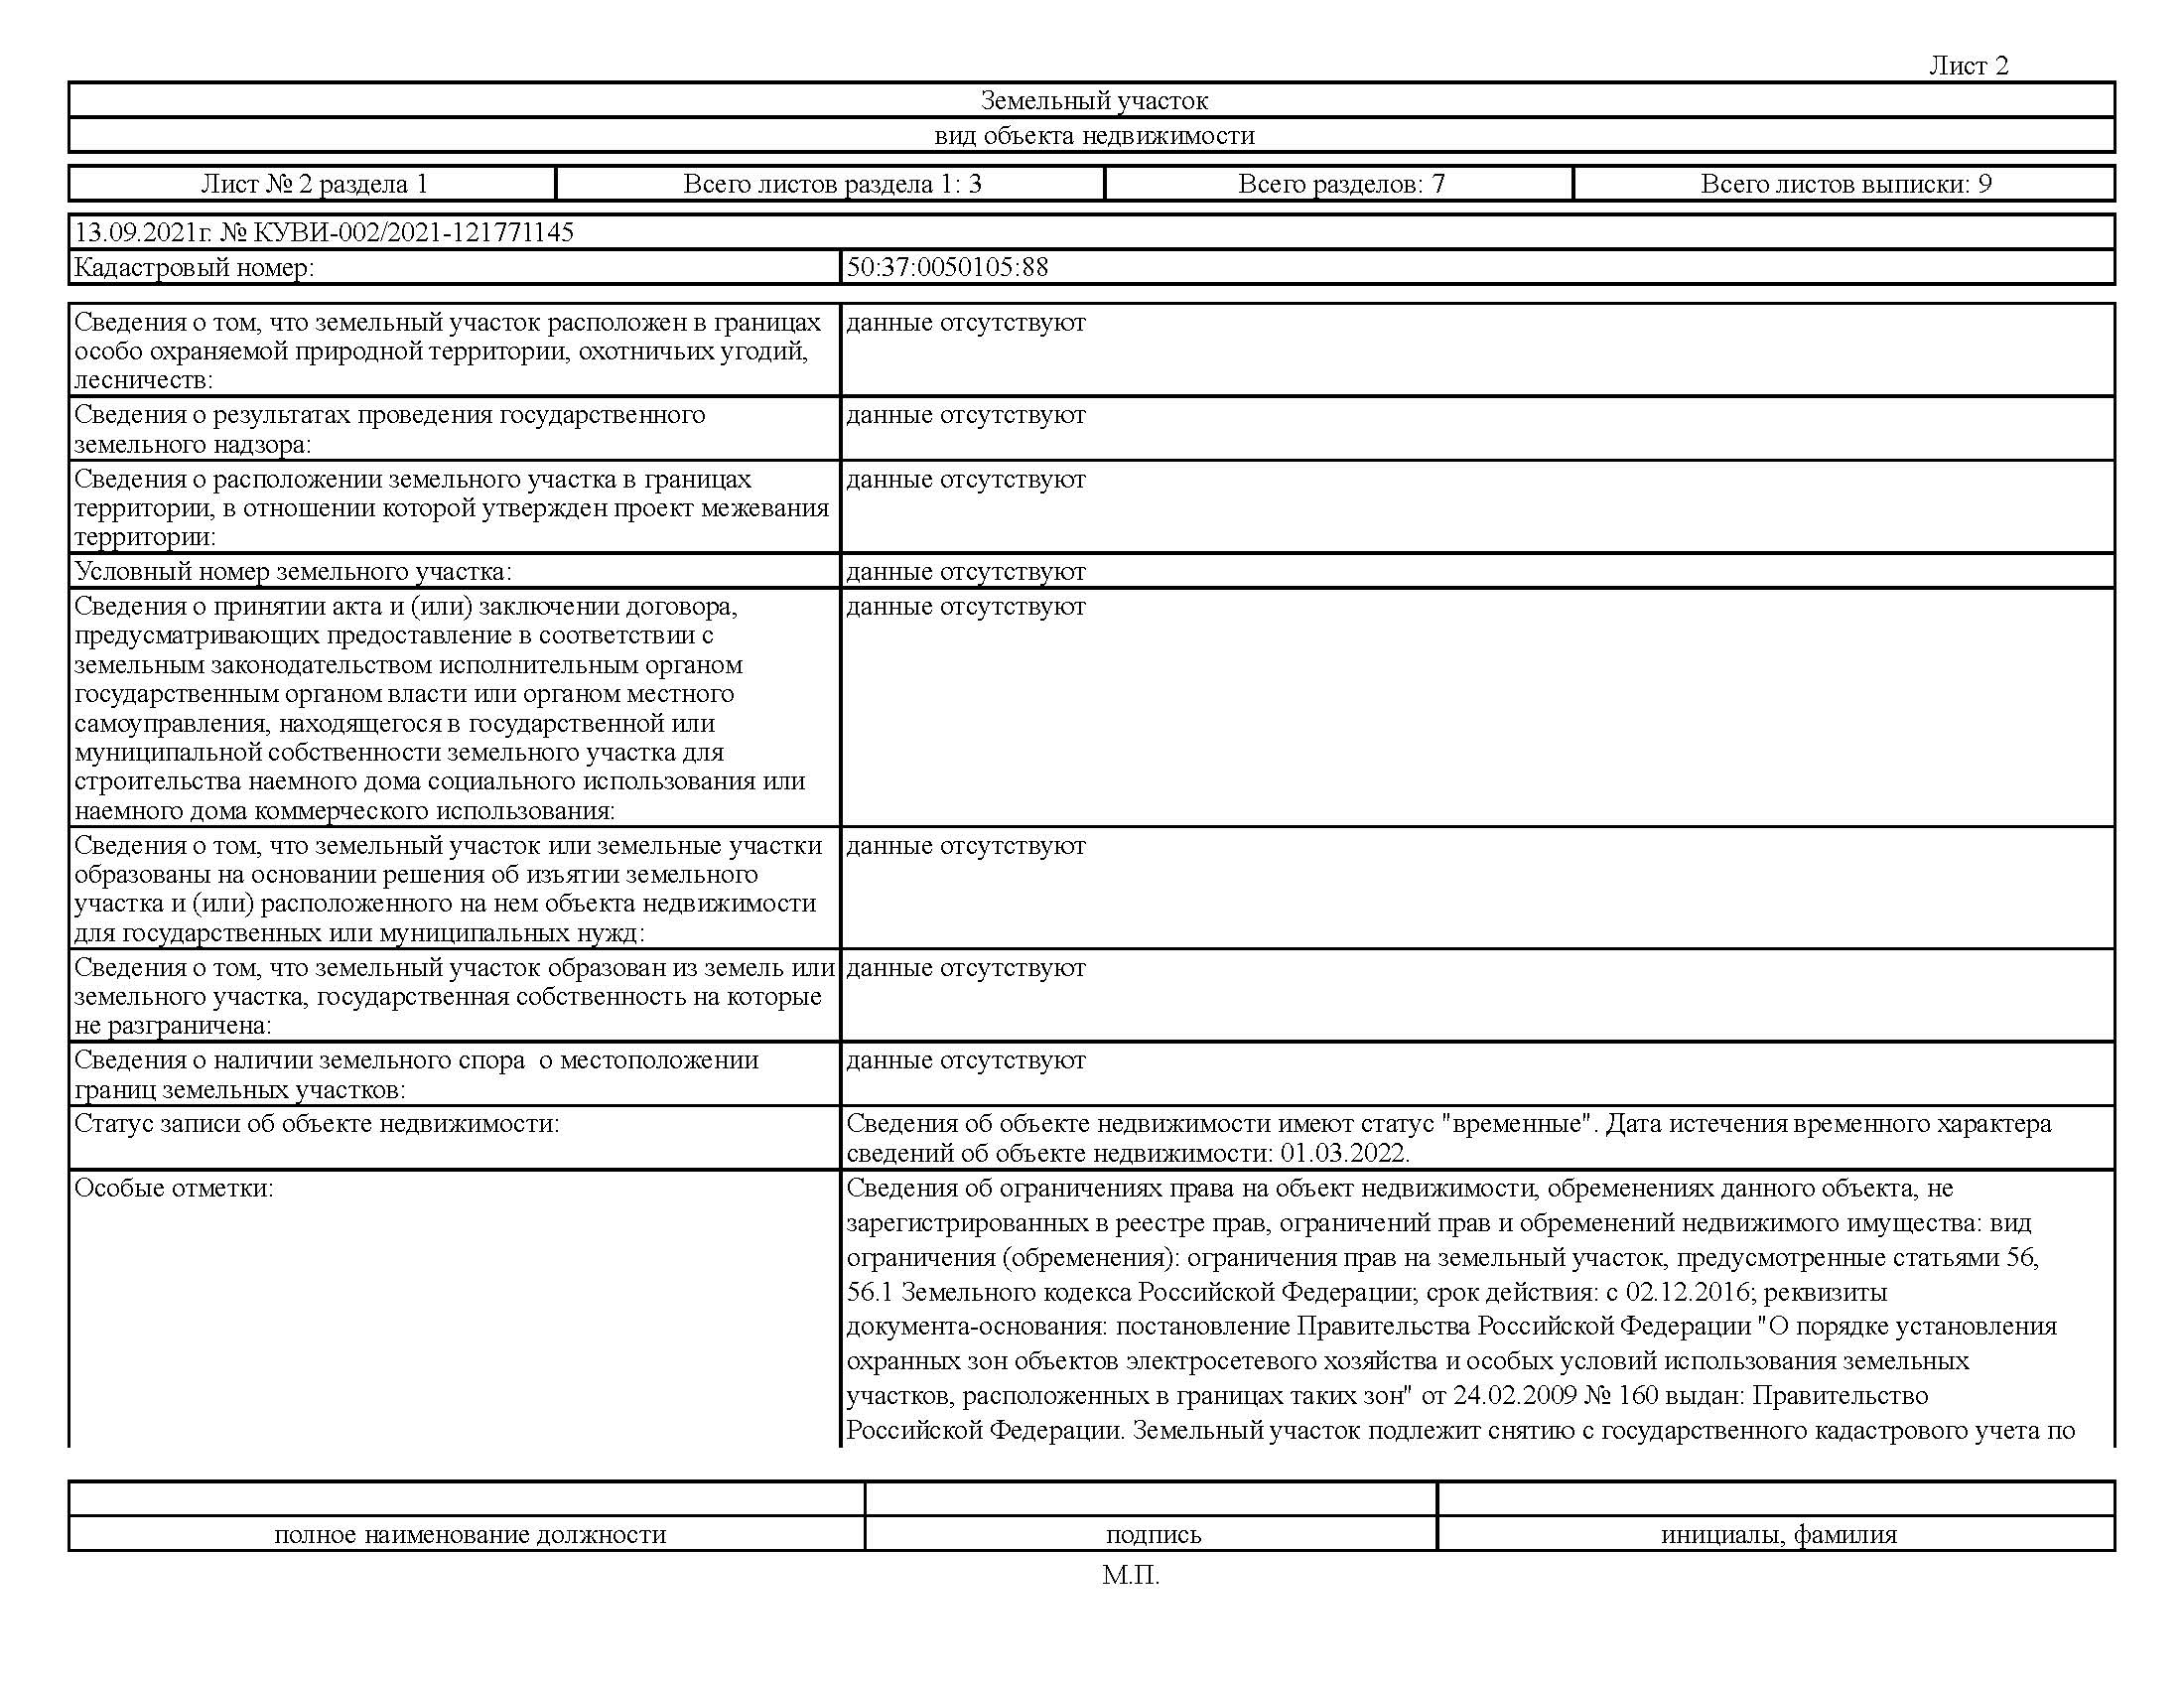 Лист 2
Земельный участок
вид объекта недвижимости
Лист № 2 раздела 1
Всего листов раздела 1: 3
Всего разделов: 7
Всего листов выписки: 9
13.09.2021г. № КУВИ-002/2021-121771145
Кадастровый номер:
50:37:0050105:88
Сведения о том, что земельный участок расположен в границах
особо охраняемой природной территории, охотничьих угодий,
лесничеств:
данные отсутствуют
Сведения о результатах проведения государственного
земельного надзора:
данные отсутствуют
Сведения о расположении земельного участка в границах
территории, в отношении которой утвержден проект межевания
территории:
данные отсутствуют
Условный номер земельного участка:
данные отсутствуют
Сведения о принятии акта и (или) заключении договора,
предусматривающих предоставление в соответствии с
земельным законодательством исполнительным органом
государственным органом власти или органом местного
самоуправления, находящегося в государственной или
муниципальной собственности земельного участка для
строительства наемного дома социального использования или
наемного дома коммерческого использования:
данные отсутствуют
Сведения о том, что земельный участок или земельные участки
образованы на основании решения об изъятии земельного
участка и (или) расположенного на нем объекта недвижимости
для государственных или муниципальных нужд:
данные отсутствуют
Сведения о том, что земельный участок образован из земель или
земельного участка, государственная собственность на которые
не разграничена:
данные отсутствуют
Сведения о наличии земельного спора  о местоположении
границ земельных участков:
данные отсутствуют
Статус записи об объекте недвижимости:
Сведения об объекте недвижимости имеют статус "временные". Дата истечения временного характера
сведений об объекте недвижимости: 01.03.2022.
Особые отметки:
Сведения об ограничениях права на объект недвижимости, обременениях данного объекта, не
зарегистрированных в реестре прав, ограничений прав и обременений недвижимого имущества: вид
ограничения (обременения): ограничения прав на земельный участок, предусмотренные статьями 56,
56.1 Земельного кодекса Российской Федерации; срок действия: с 02.12.2016; реквизиты
документа-основания: постановление Правительства Российской Федерации "О порядке установления
охранных зон объектов электросетевого хозяйства и особых условий использования земельных
участков, расположенных в границах таких зон" от 24.02.2009 № 160 выдан: Правительство
Российской Федерации. Земельный участок подлежит снятию с государственного кадастрового учета по
полное наименование должности
подпись
инициалы, фамилия
М.П.